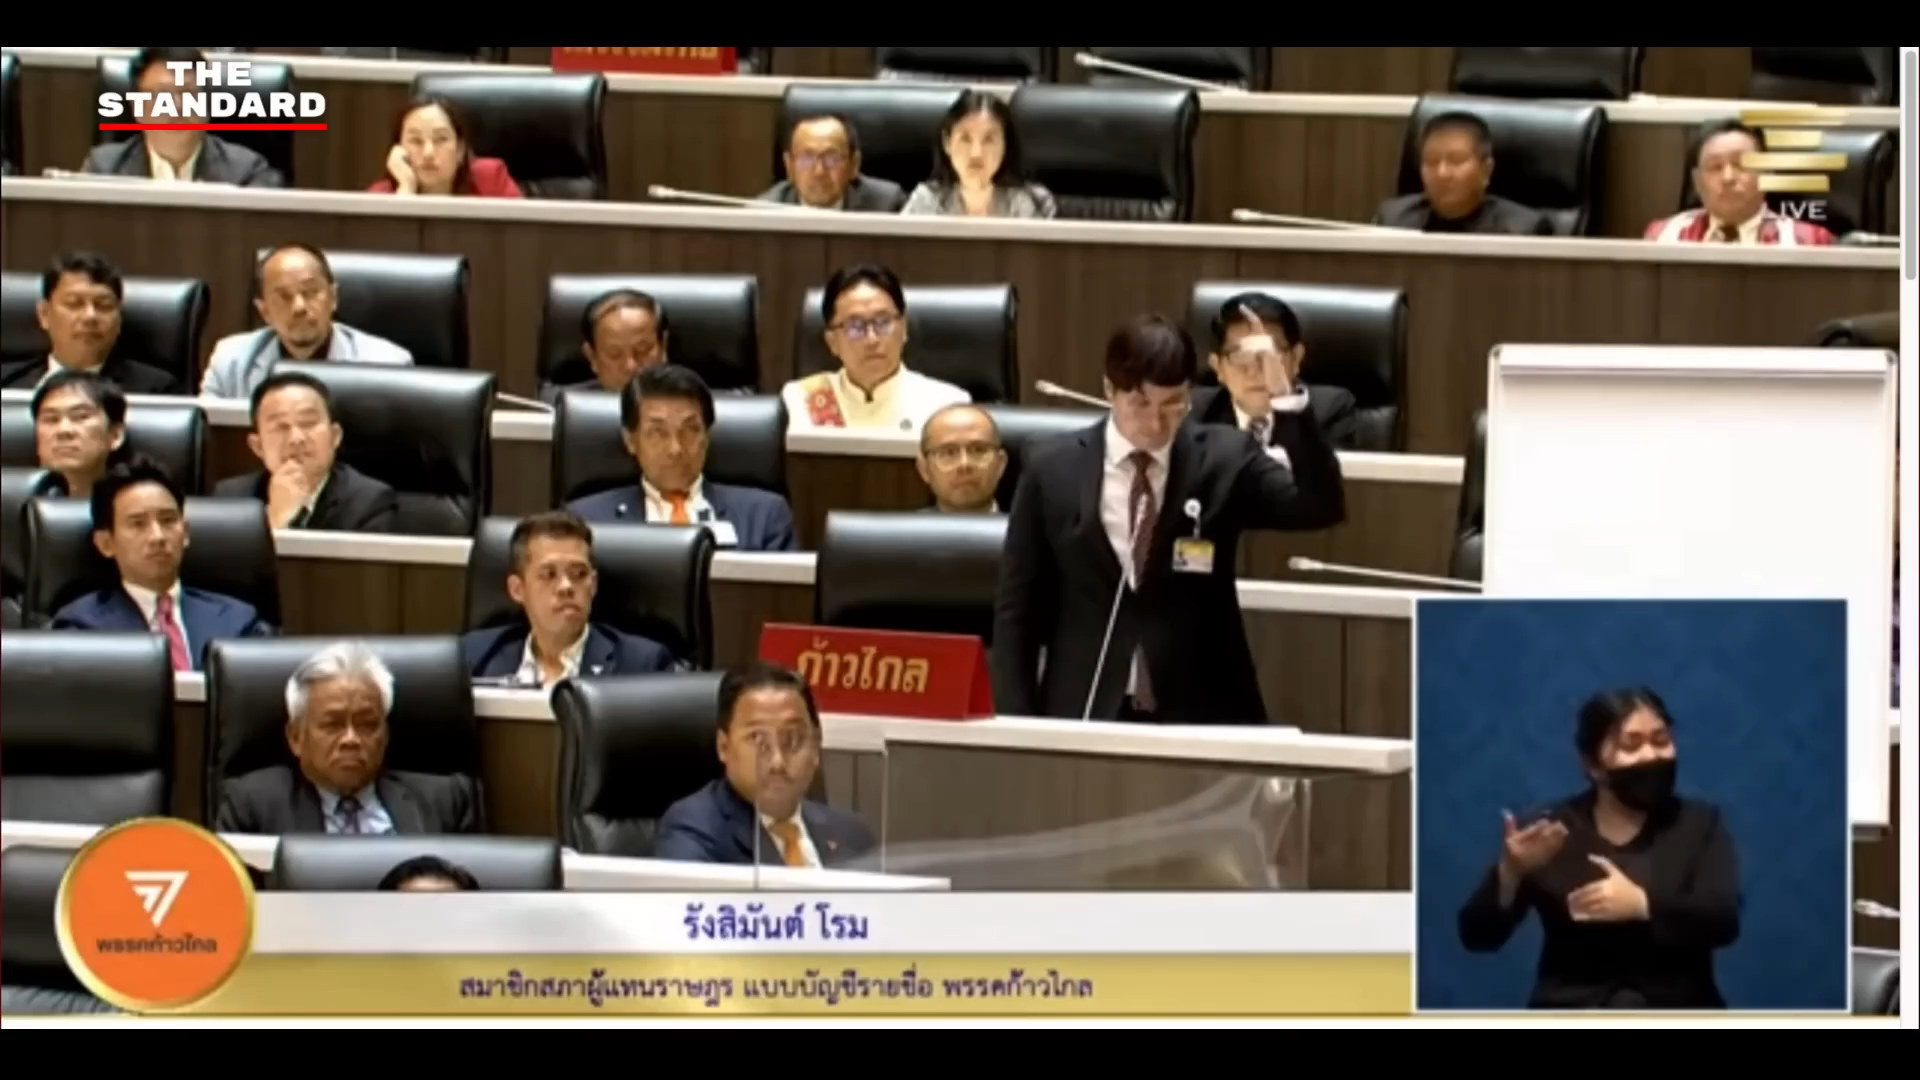 THE
STANDARD
LIVE
ก้าวไกล
พรรคก้าวไกล
รังสิมันต์ โรม
สมาชิกสภาผู้แทนราษฎร แบบบัญชีรายชื่อ พรรคก้าวไกล